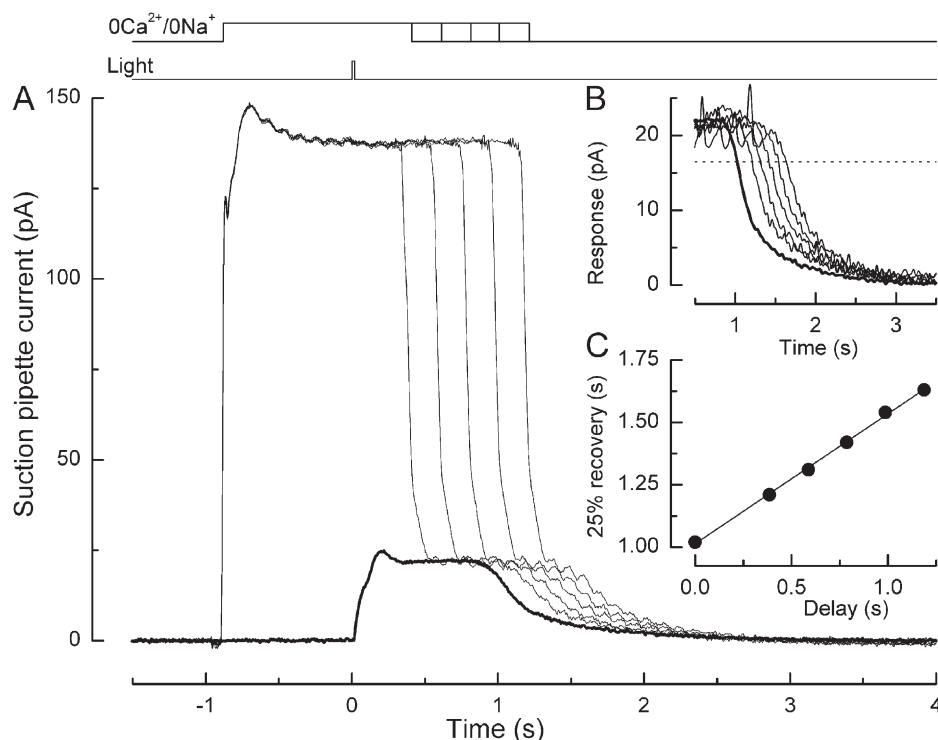 0Ca²⁺/0Na⁺
Light
A
150
100
50
0
Suction pipette current (pA)
-1
0
1
2
3
4
Time (s)
B
20
10
0
Response (pA)
1
2
3
Time (s)
C
1.75
1.50
1.25
1.00
25% recovery (s)
0.0
0.5
1.0
Delay (s)